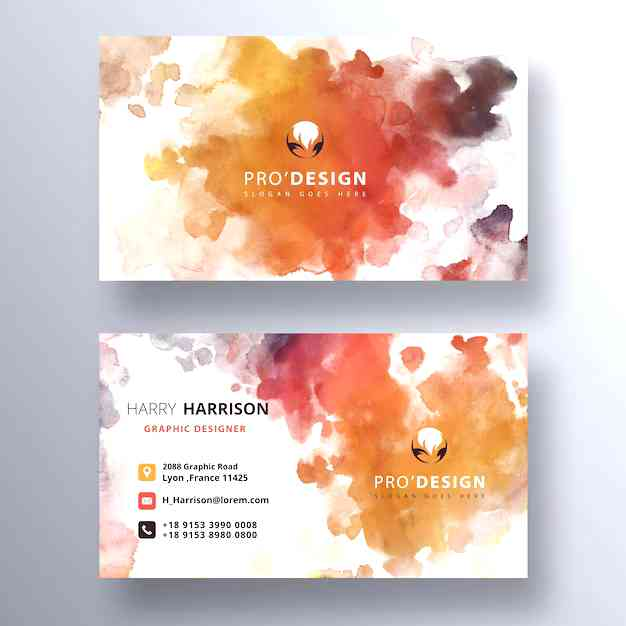 PRO'DESIGN
SLOGAN GOES HERE
HARRY HARRISON
GRAPHIC DESIGNER
2088 Graphic Road
Lyon ,France 11425
H_Harrison@lorem.com
+18 9153 3990 0008
+18 9153 8980 0800
PRO'DESIGN
SLOGAN GOES HERE